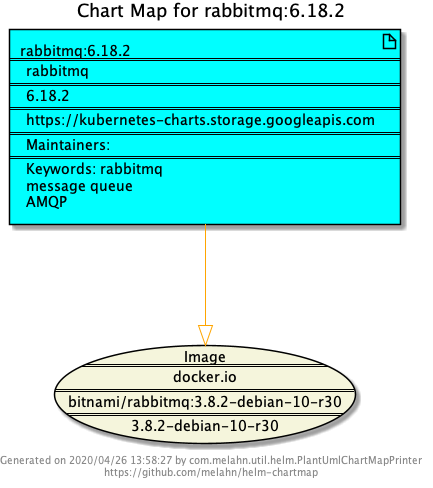 Chart Map for rabbitmq:6.18.2
rabbitmq:6.18.2
rabbitmq
6.18.2
https://kubernetes-charts.storage.googleapis.com
Maintainers:
Keywords: rabbitmq
message queue
AMQP
Image
docker.io
bitnami/rabbitmq:3.8.2-debian-10-r30
3.8.2-debian-10-r30
Generated on 2020/04/26 13:58:27 by com.melahn.util.helm.PlantUmlChartMapPrinter
https://github.com/melahn/helm-chartmap